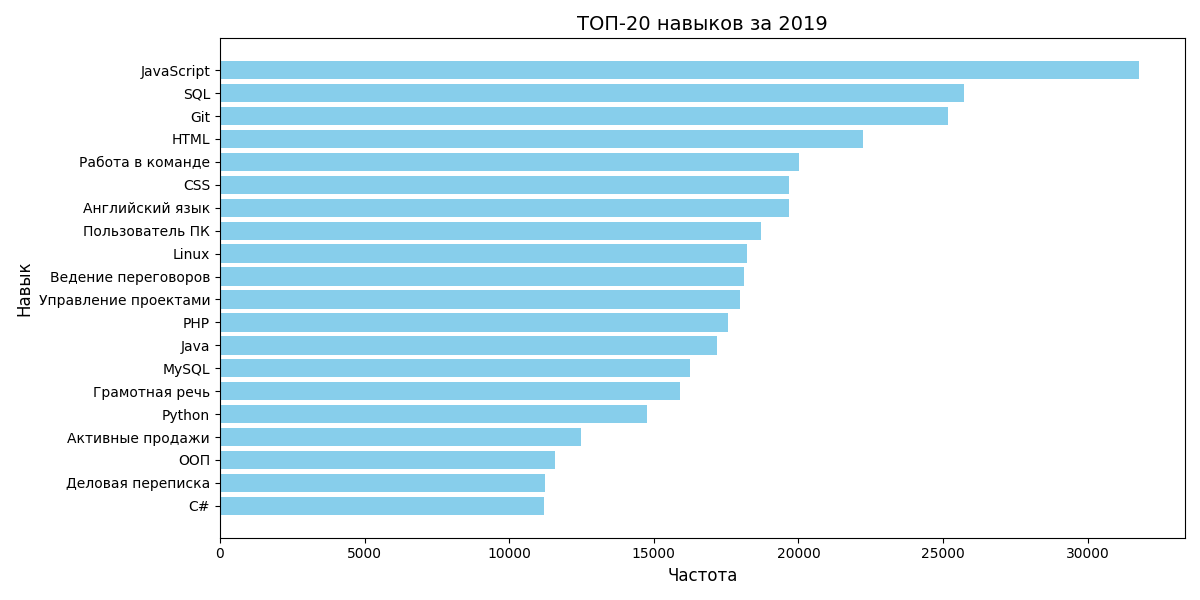 ТОП-20 навыков за 2019
JavaScript
SQL
Git
HTML
Работа в команде
CSS
Английский язык
Пользователь ПК
Linux
Ведение переговоров
Управление проектами
PHP
Java
MySQL
Грамотная речь
Python
Активные продажи
ООП
Деловая переписка
C#
Навык
0 5000 10000 15000 20000 25000 30000
Частота